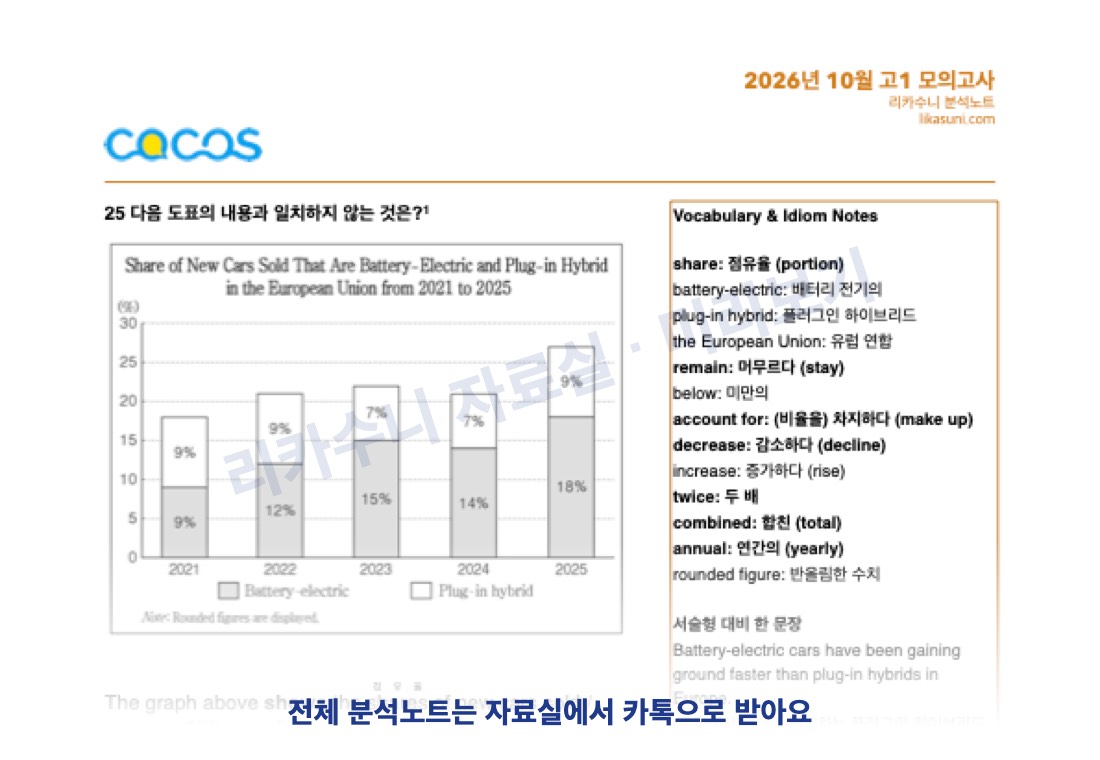 2026년 10월 고1 모의고사
리카수니 분석노트
likasuni.com
cacos
25 다음 도표의 내용과 일치하지 않는 것은?¹
Share of New Cars Sold That Are Battery-Electric and Plug-in Hybrid
in the European Union from 2021 to 2025
(%)
30
25
20
15
10
5
0
9%
9%
9%
12%
7%
15%
7%
14%
9%
18%
2021 2022 2023 2024 2025
Battery-electric Plug-in hybrid
Note: Rounded figures are displayed.
리카수니 자료실 · 미리보기
Vocabulary & Idiom Notes
share: 점유율 (portion)
battery-electric: 배터리 전기의
plug-in hybrid: 플러그인 하이브리드
the European Union: 유럽 연합
remain: 머무르다 (stay)
below: 미만의
account for: (비율을) 차지하다 (make up)
decrease: 감소하다 (decline)
increase: 증가하다 (rise)
twice: 두 배
combined: 합친 (total)
annual: 연간의 (yearly)
rounded figure: 반올림한 수치
서술형 대비 한 문장
Battery-electric cars have been gaining
ground faster than plug-in hybrids in
Europe.
점유율
The graph above
전체 분석노트는 자료실에서 카톡으로 받아요